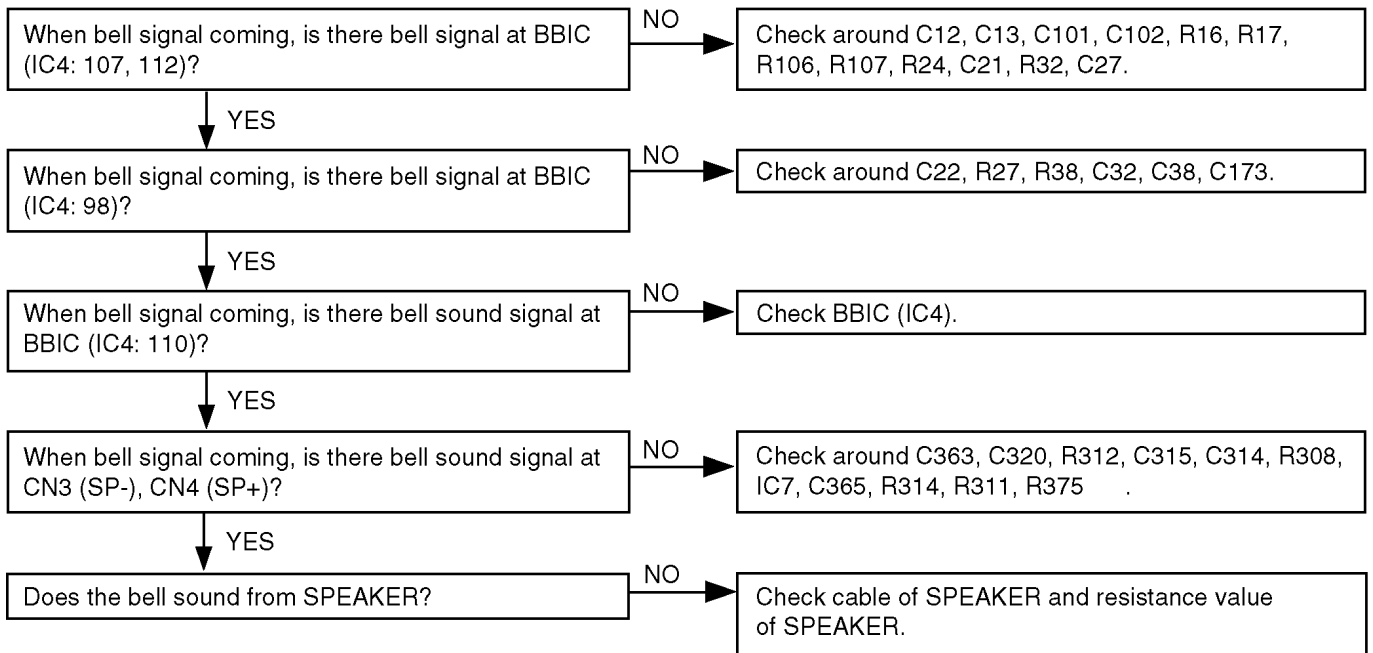 When bell signal coming, is there bell signal at BBIC
(IC4: 107, 112)?
NO
Check around C12, C13, C101, C102, R16, R17,
R106, R107, R24, C21, R32, C27.
YES
When bell signal coming, is there bell signal at BBIC
(IC4: 98)?
NO
Check around C22, R27, R38, C32, C38, C173.
YES
When bell signal coming, is there bell sound signal at
BBIC (IC4: 110)?
NO
Check BBIC (IC4).
YES
When bell signal coming, is there bell sound signal at
CN3 (SP-), CN4 (SP+)?
NO
Check around C363, C320, R312, C315, C314, R308,
IC7, C365, R314, R311, R375 .
YES
Does the bell sound from SPEAKER?
NO
Check cable of SPEAKER and resistance value
of SPEAKER.